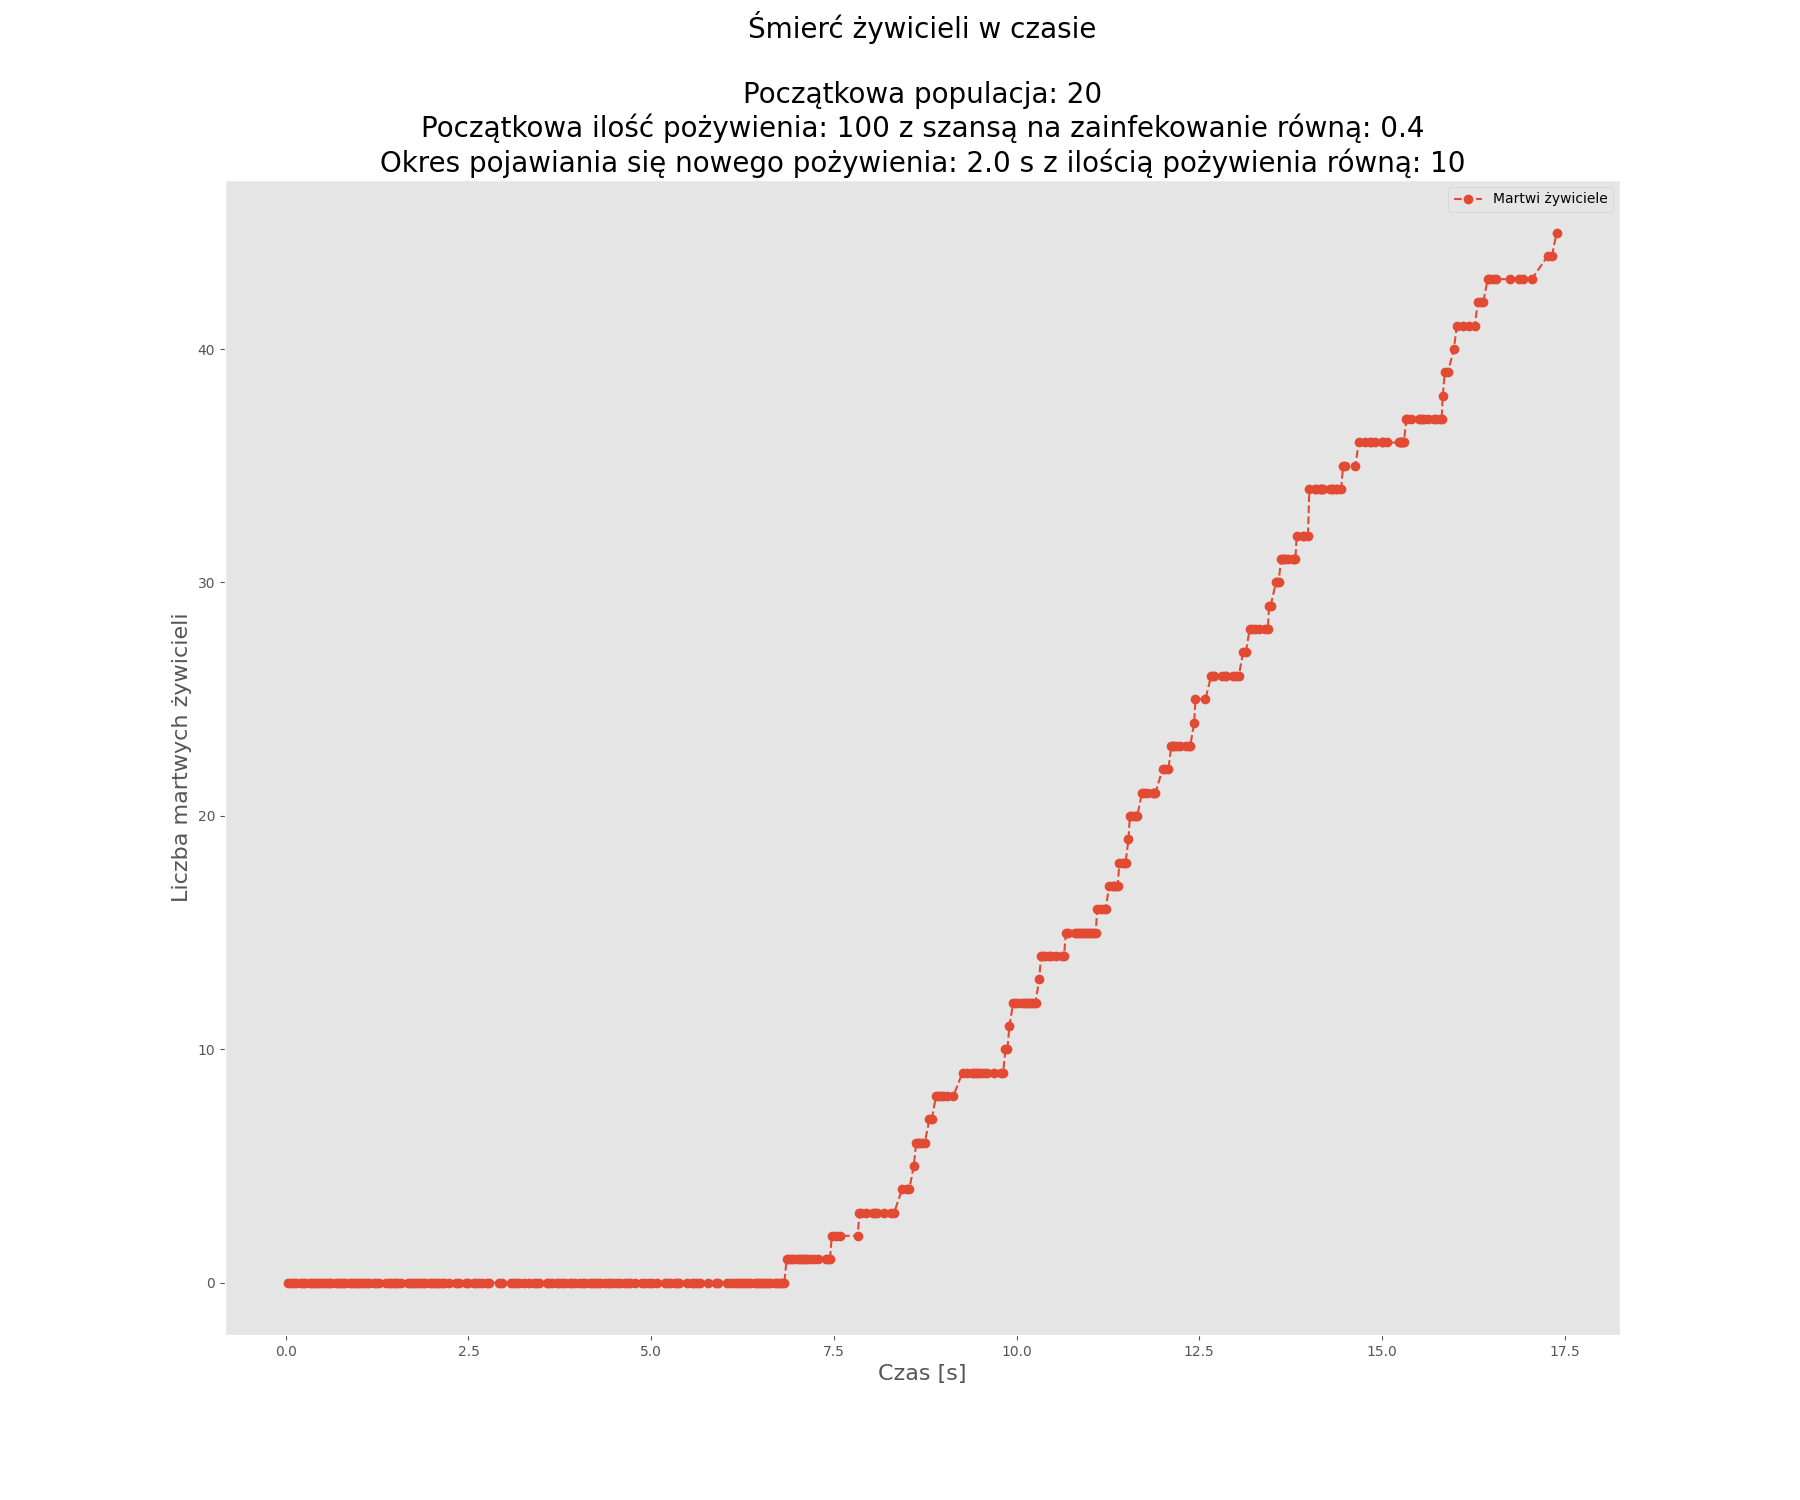 Śmierć żywicieli w czasie
Początkowa populacja: 20
Początkowa ilość pożywienia: 100 z szansą na zainfekowanie równą: 0.4
Okres pojawiania się nowego pożywienia: 2.0 s z ilością pożywienia równą: 10
Martwi żywiciele
Liczba martwych żywicieli
40
30
20
10
0
0.0 2.5 5.0 7.5 10.0 12.5 15.0 17.5
Czas [s]